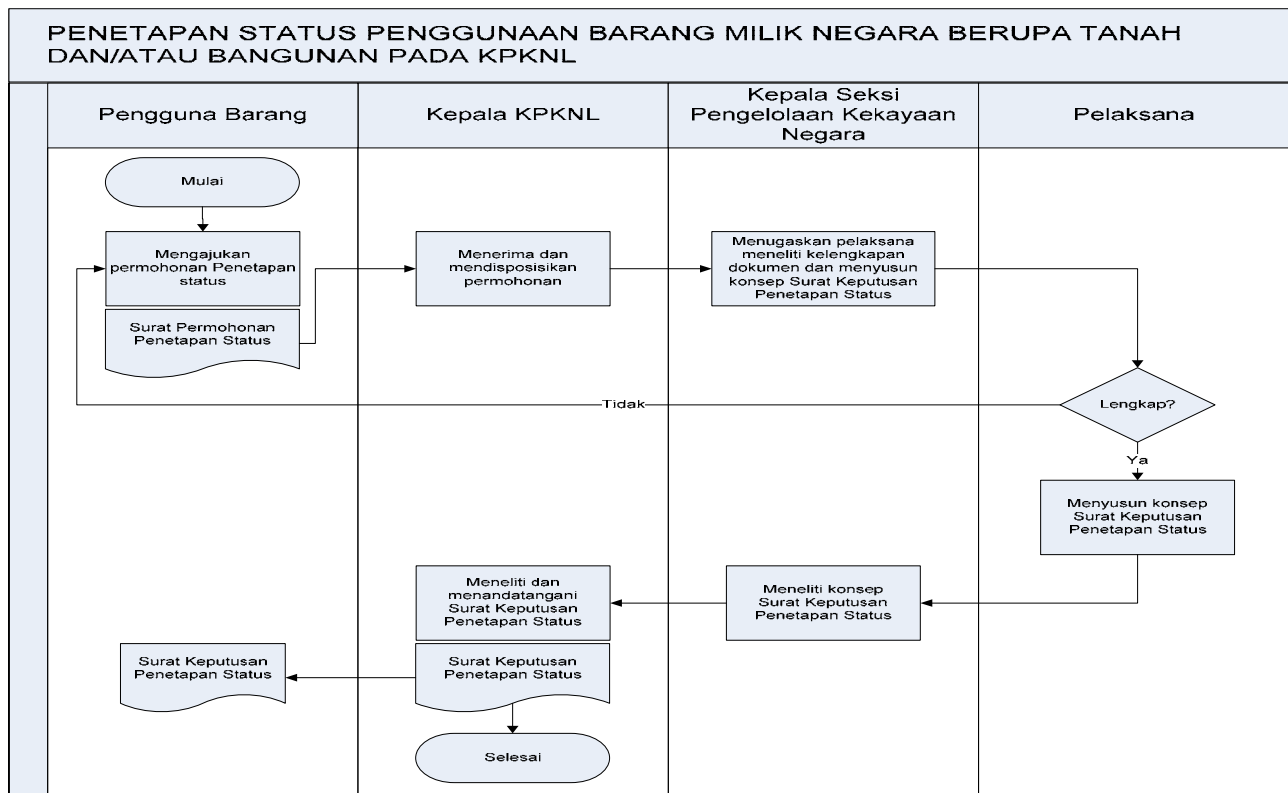 PENETAPAN STATUS PENGGUNAAN BARANG MILIK NEGARA BERUPA TANAH
DAN/ATAU BANGUNAN PADA KPKNL
Pengguna Barang
Kepala KPKNL
Kepala Seksi
Pengelolaan Kekayaan
Negara
Pelaksana
Mulai
Mengajukan
permohonan Penetapan
status
Surat Permohonan
Penetapan Status
Menerima dan
mendisposisikan
permohonan
Menugaskan pelaksana
meneliti kelengkapan
dokumen dan menyusun
konsep Surat Keputusan
Penetapan Status
Lengkap?
Tidak
Ya
Menyusun konsep
Surat Keputusan
Penetapan Status
Meneliti konsep
Surat Keputusan
Penetapan Status
Meneliti dan
menandatangani
Surat Keputusan
Penetapan Status
Surat Keputusan
Penetapan Status
Surat Keputusan
Penetapan Status
Selesai